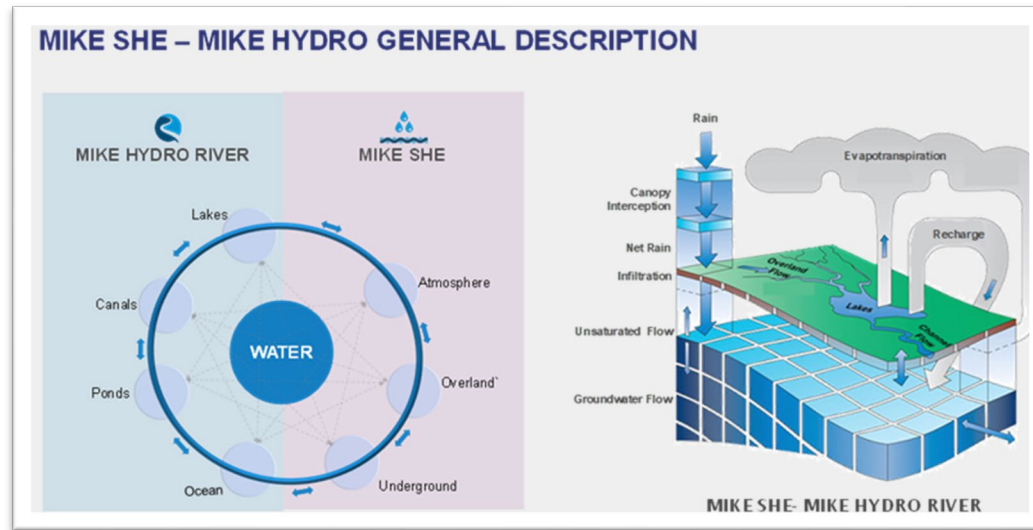 MIKE SHE – MIKE HYDRO GENERAL DESCRIPTION
MIKE HYDRO RIVER
MIKE SHE
Lakes
Atmosphere
Canals
WATER
Ponds
Overland`
Ocean
Underground
Rain
Evapotranspiration
Canopy
Interception
Recharge
Net Rain
Overland
Flow
Infiltration
Lakes
Unsaturated Flow
Channel
Flow
Groundwater Flow
MIKE SHE- MIKE HYDRO RIVER